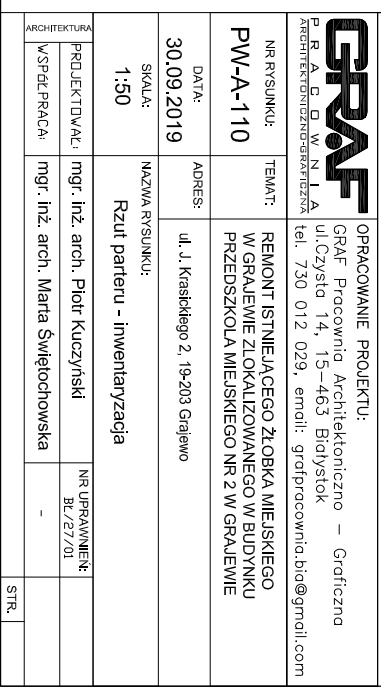 GRAF
PRACOWNIA
ARCHITEKTONICZNO-GRAFICZNA
OPRACOWANIE PROJEKTU:
GRAF Pracownia Architektoniczno - Graficzna
ul.Czysta 14, 15-463 Białystok
tel. 730 012 029, email: grafpracownia.bia@gmail.com
NR RYSUNKU:
PW-A-110
TEMAT:
REMONT ISTNIEJĄCEGO ŻŁOBKA MIEJSKIEGO
W GRAJEWIE ZLOKALIZOWANEGO W BUDYNKU
PRZEDSZKOLA MIEJSKIEGO NR 2 W GRAJEWIE
DATA:
30.09.2019
ADRES:
ul. J. Krasickiego 2, 19-203 Grajewo
SKALA:
1:50
NAZWA RYSUNKU:
Rzut parteru - inwentaryzacja
ARCHITEKTURA
PROJEKTOWAŁ:
mgr. inż. arch. Piotr Kuczyński
NR UPRAWNIEŃ:
BŁ/27/01
WSPÓŁPRACA:
mgr. inż. arch. Marta Świętochowska
-
STR.